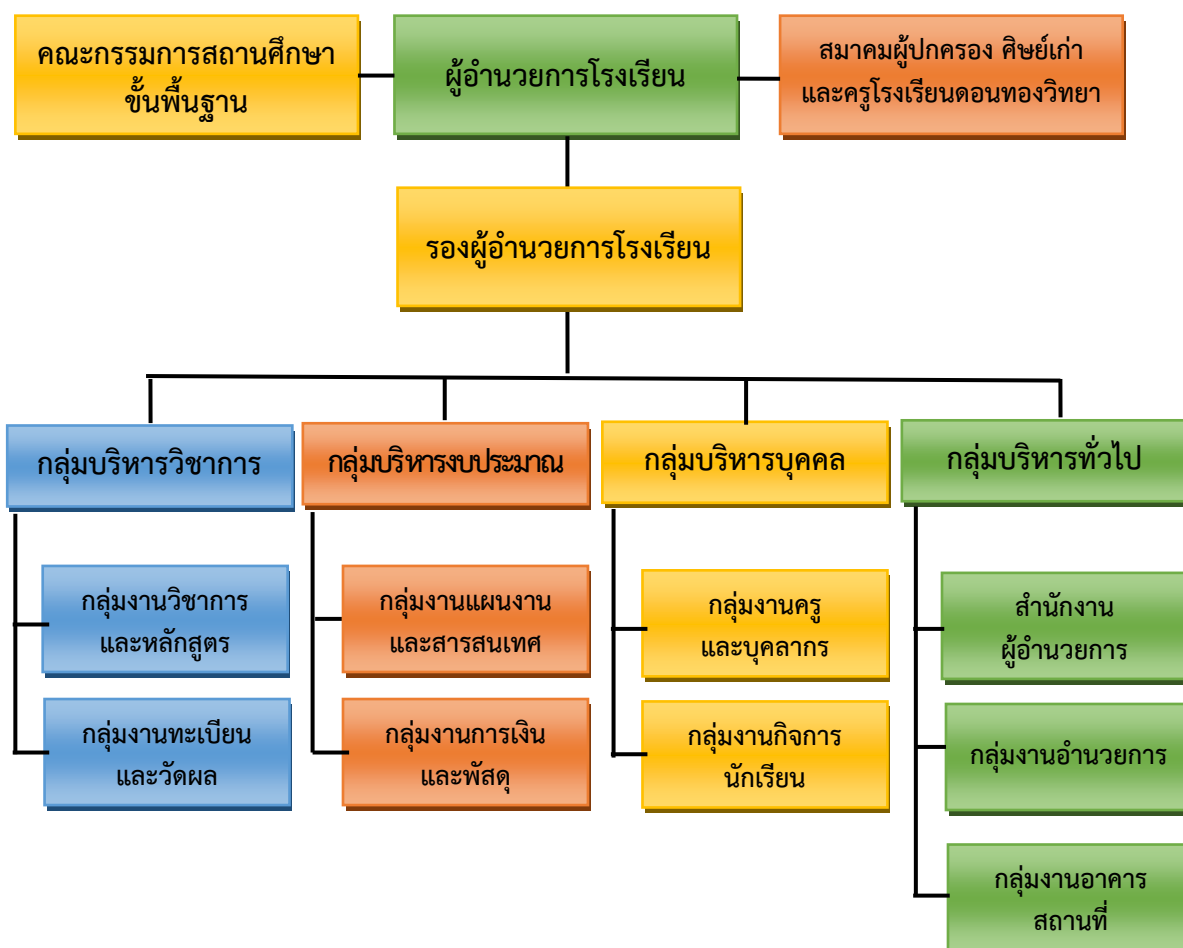 คณะกรรมการสถานศึกษา
ขั้นพื้นฐาน
ผู้อำนวยการโรงเรียน
สมาคมผู้ปกครอง ศิษย์เก่า
และครูโรงเรียนดอนทองวิทยา
รองผู้อำนวยการโรงเรียน
กลุ่มบริหารวิชาการ
กลุ่มบริหารงบประมาณ
กลุ่มบริหารบุคคล
กลุ่มบริหารทั่วไป
กลุ่มงานวิชาการ
และหลักสูตร
กลุ่มงานแผนงาน
และสารสนเทศ
กลุ่มงานครู
และบุคลากร
สำนักงาน
ผู้อำนวยการ
กลุ่มงานทะเบียน
และวัดผล
กลุ่มงานการเงิน
และพัสดุ
กลุ่มงานกิจการ
นักเรียน
กลุ่มงานอำนวยการ
กลุ่มงานอาคาร
สถานที่